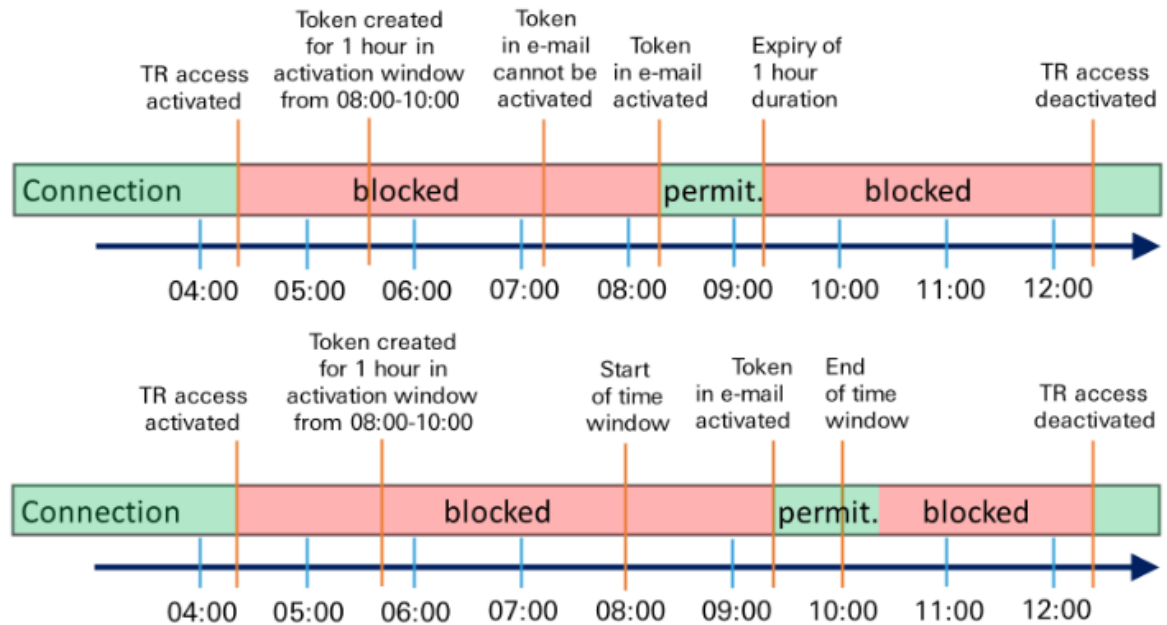 TR access
activated
Token created
for 1 hour in
activation window
from 08:00-10:00
Token
in e-mail
cannot be
activated
Token
in e-mail
activated
Expiry of
1 hour
duration
TR access
deactivated
Connection
blocked
permit.
blocked
04:00 05:00 06:00 07:00 08:00 09:00 10:00 11:00 12:00
TR access
activated
Token created
for 1 hour in
activation window
from 08:00-10:00
Start
of time
window
Token
in e-mail
activated
End
of time
window
TR access
deactivated
Connection
blocked
permit.
blocked
04:00 05:00 06:00 07:00 08:00 09:00 10:00 11:00 12:00